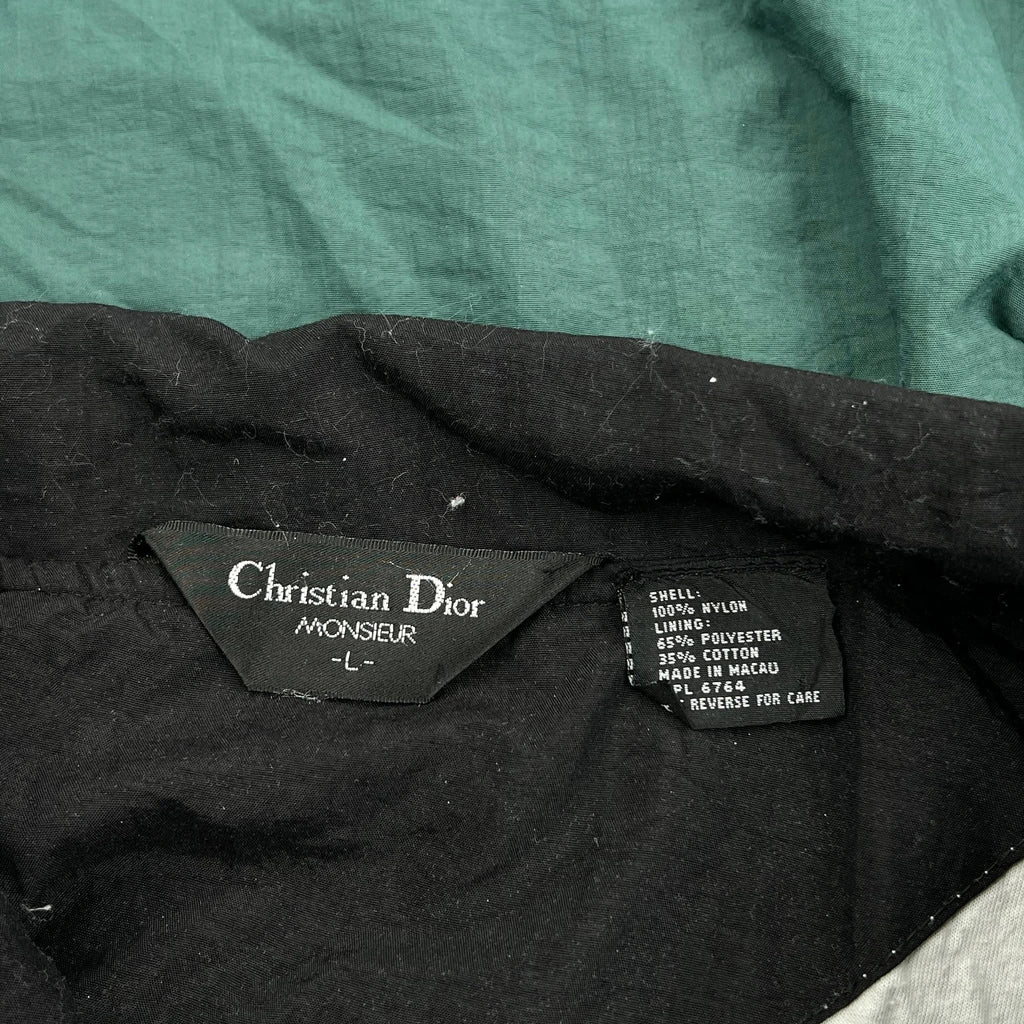 Christian Dior
MONSIEUR
-L-
SHELL:
100% NYLON
LINING:
65% POLYESTER
35% COTTON
MADE IN MACAU
PL 6764
REVERSE FOR CARE